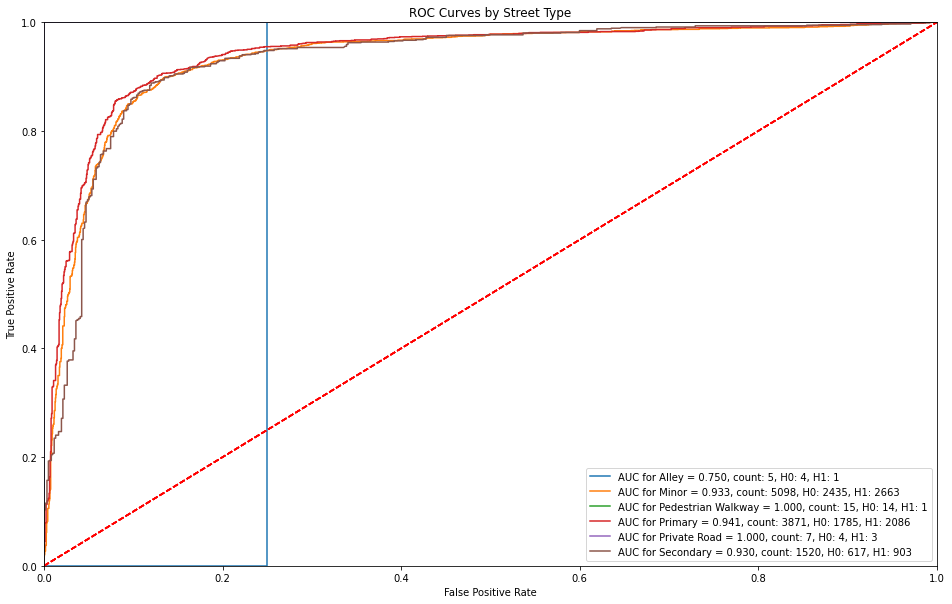 ROC Curves by Street Type
True Positive Rate
1.0
0.8
0.6
0.4
0.2
0.0
AUC for Alley = 0.750, count: 5, H0: 4, H1: 1
AUC for Minor = 0.933, count: 5098, H0: 2435, H1: 2663
AUC for Pedestrian Walkway = 1.000, count: 15, H0: 14, H1: 1
AUC for Primary = 0.941, count: 3871, H0: 1785, H1: 2086
AUC for Private Road = 1.000, count: 7, H0: 4, H1: 3
AUC for Secondary = 0.930, count: 1520, H0: 617, H1: 903
0.0 0.2 0.4 0.6 0.8 1.0
False Positive Rate